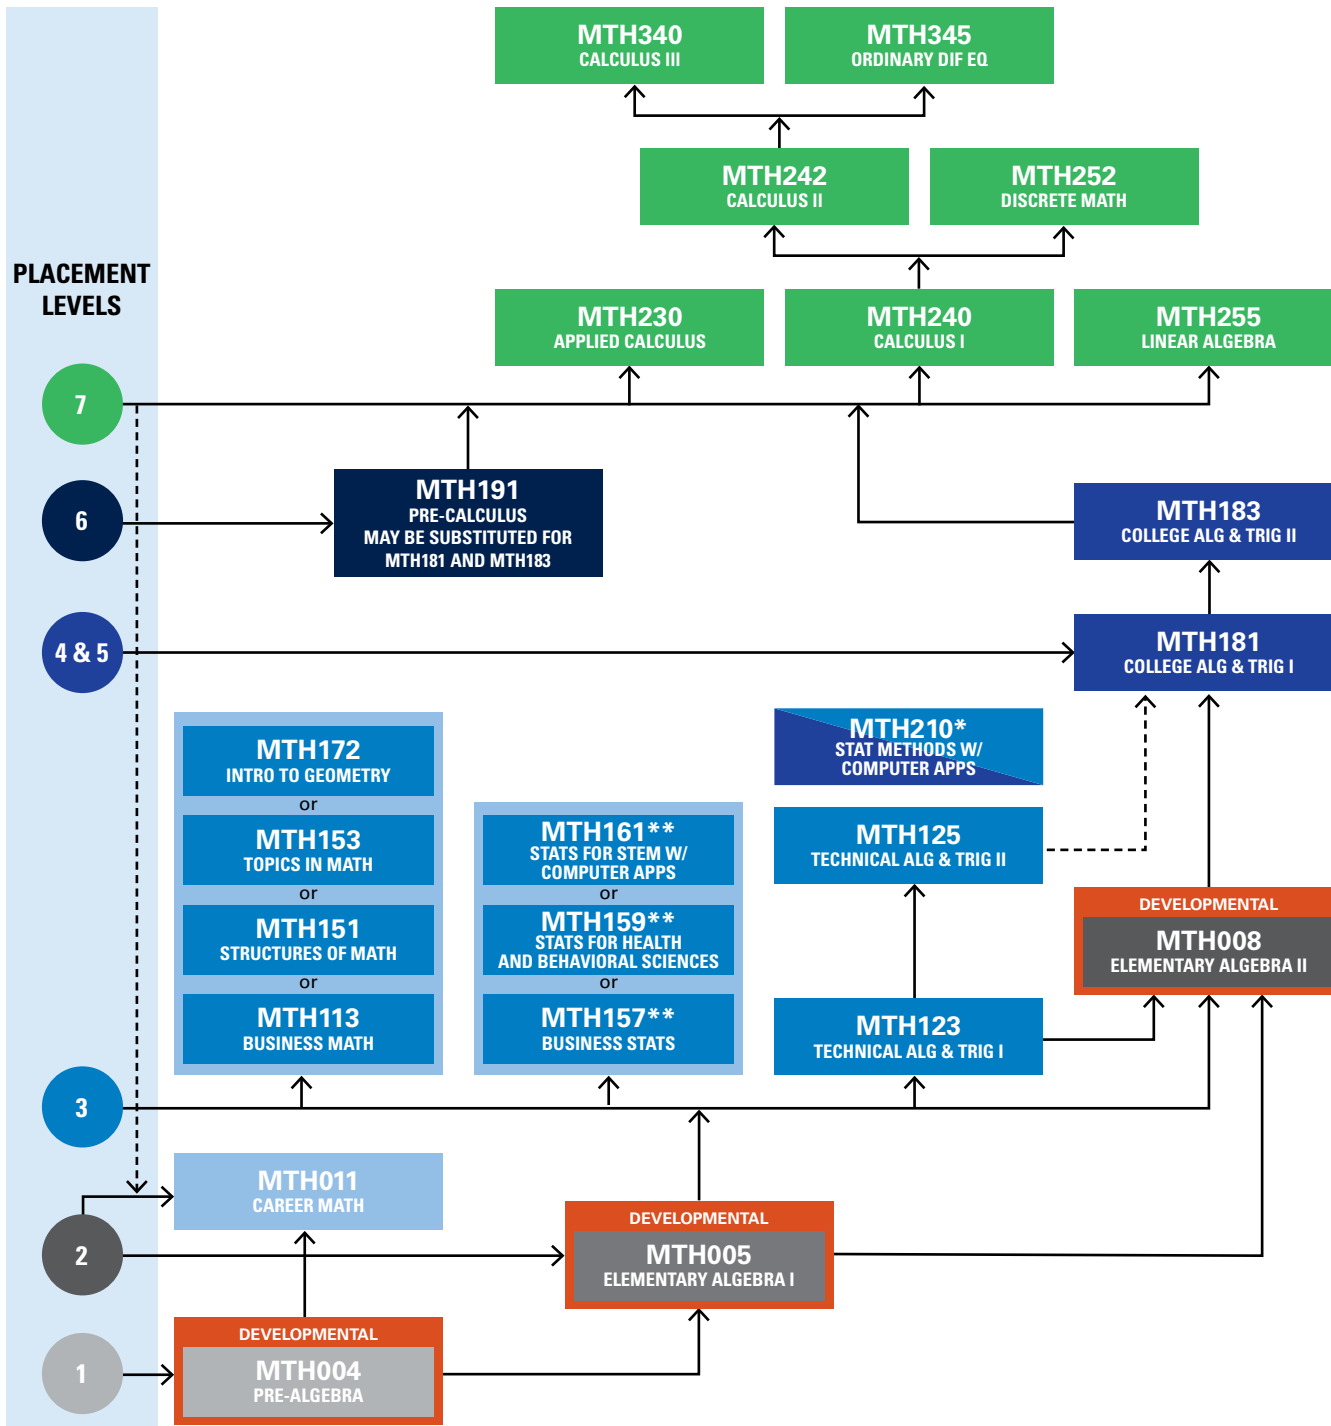 MTH340
CALCULUS III
MTH345
ORDINARY DIF EQ
MTH242
CALCULUS II
MTH252
DISCRETE MATH
PLACEMENT
LEVELS
MTH230
APPLIED CALCULUS
MTH240
CALCULUS I
MTH255
LINEAR ALGEBRA
7
6
MTH191
PRE-CALCULUS
MAY BE SUBSTITUTED FOR
MTH181 AND MTH183
MTH183
COLLEGE ALG & TRIG II
4 & 5
MTH181
COLLEGE ALG & TRIG I
MTH172
INTRO TO GEOMETRY
or
MTH153
TOPICS IN MATH
or
MTH151
STRUCTURES OF MATH
or
MTH113
BUSINESS MATH
MTH161**
STATS FOR STEM W/
COMPUTER APPS
or
MTH159**
STATS FOR HEALTH
AND BEHAVIORAL SCIENCES
or
MTH157**
BUSINESS STATS
MTH210*
STAT METHODS W/
COMPUTER APPS
MTH125
TECHNICAL ALG & TRIG II
MTH123
TECHNICAL ALG & TRIG I
DEVELOPMENTAL
MTH008
ELEMENTARY ALGEBRA II
3
MTH011
CAREER MATH
2
DEVELOPMENTAL
MTH005
ELEMENTARY ALGEBRA I
1
DEVELOPMENTAL
MTH004
PRE-ALGEBRA